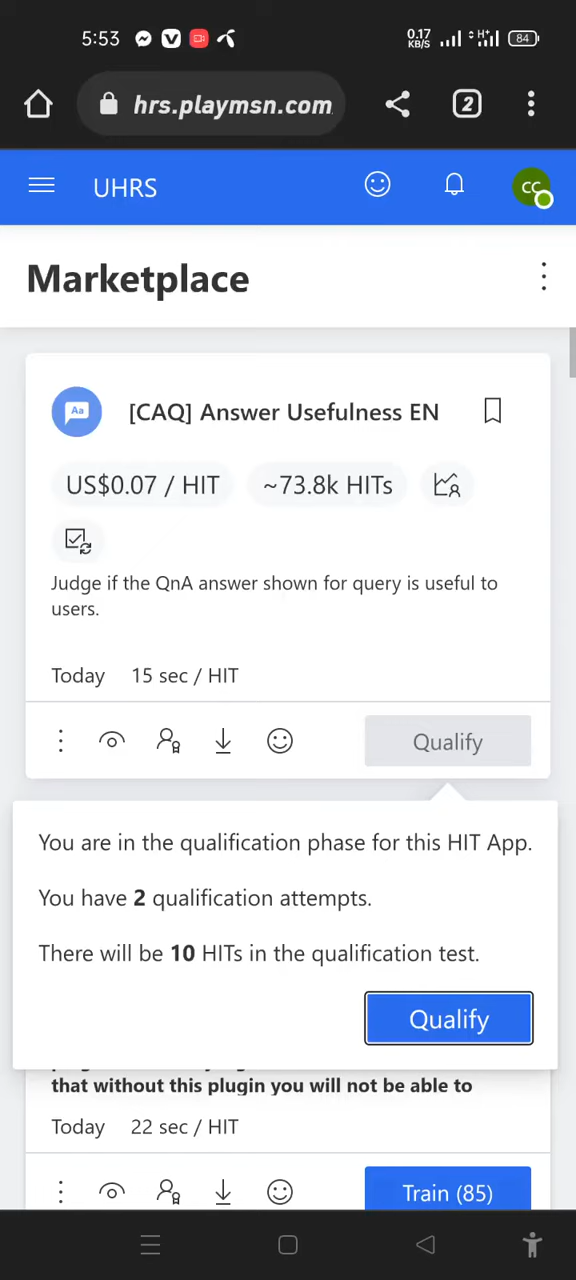 5:53
0.17
KB/S
H+
84
hrs.playmsn.com
2
UHRS
CC
Marketplace
Aa
[CAQ] Answer Usefulness EN
US$0.07 / HIT
~73.8k HITs
Judge if the QnA answer shown for query is useful to
users.
Today 15 sec / HIT
Qualify
You are in the qualification phase for this HIT App.
You have 2 qualification attempts.
There will be 10 HITs in the qualification test.
Qualify
that without this plugin you will not be able to
Today 22 sec / HIT
Train (85)